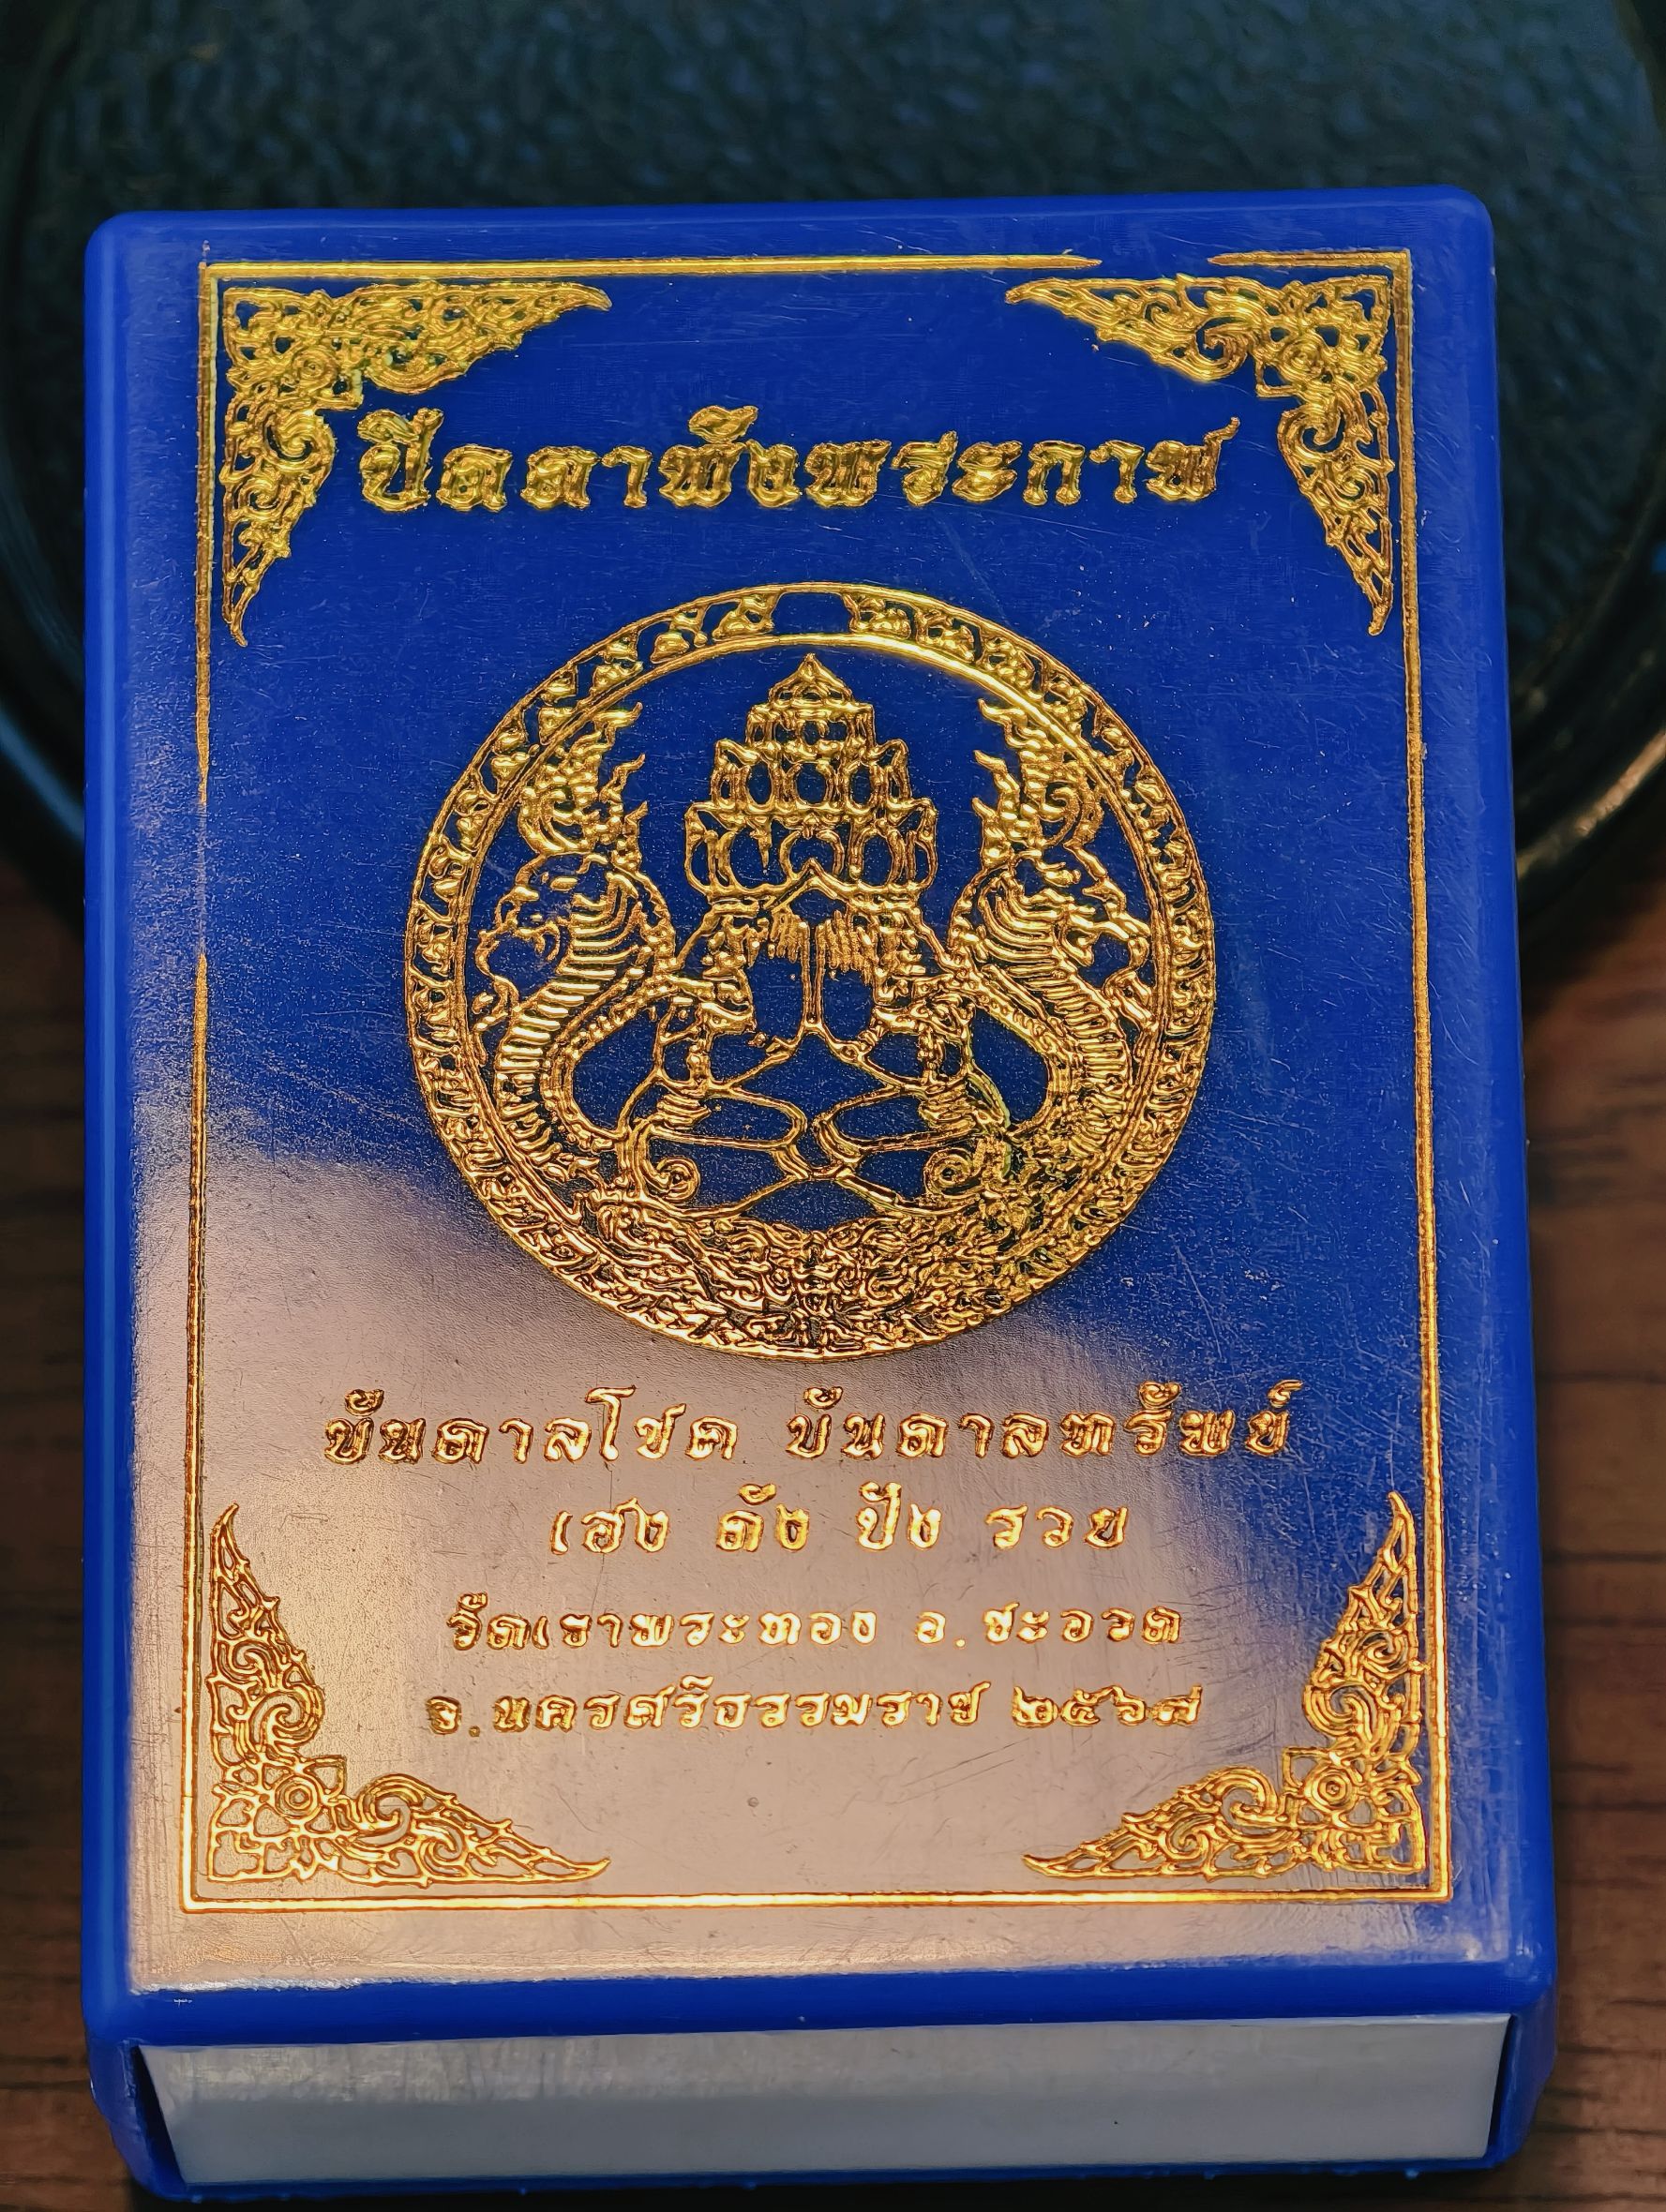 ปิดตาพังพระกาฬ
บันดาลโชค บันดาลทรัพย์
เฮง ดัง ปัง รวย
วัดเขาพระทอง อ.ชะอวด
จ.นครศรีธรรมราช ๒๕๖๗